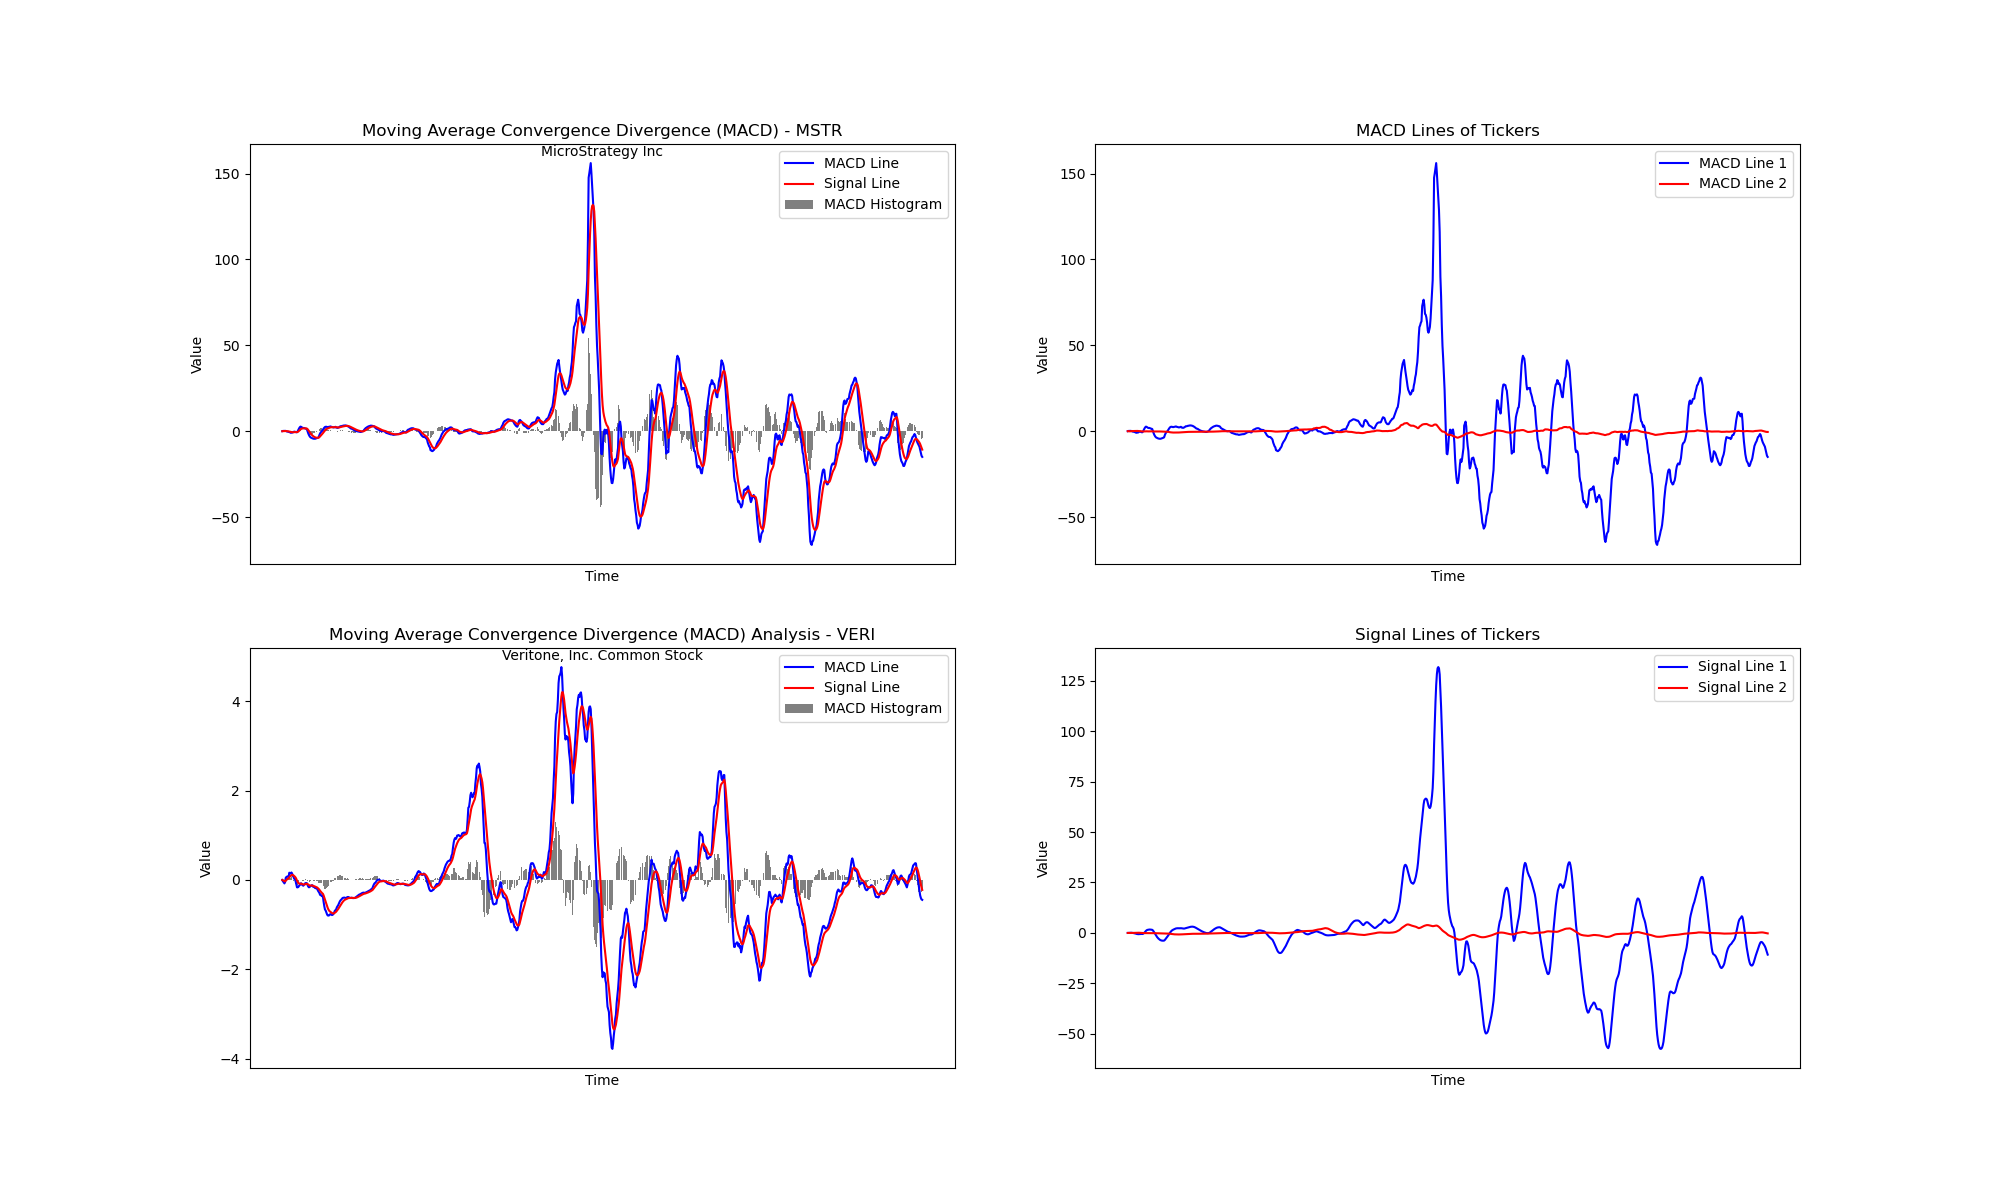 Moving Average Convergence Divergence (MACD) - MSTR
MicroStrategy Inc
MACD Line
Signal Line
MACD Histogram
150
100
50
0
−50
Value
Time
MACD Lines of Tickers
MACD Line 1
MACD Line 2
150
100
50
0
−50
Value
Time
Moving Average Convergence Divergence (MACD) Analysis - VERI
Veritone, Inc. Common Stock
MACD Line
Signal Line
MACD Histogram
4
2
0
−2
−4
Value
Time
Signal Lines of Tickers
Signal Line 1
Signal Line 2
125
100
75
50
25
0
−25
−50
Value
Time